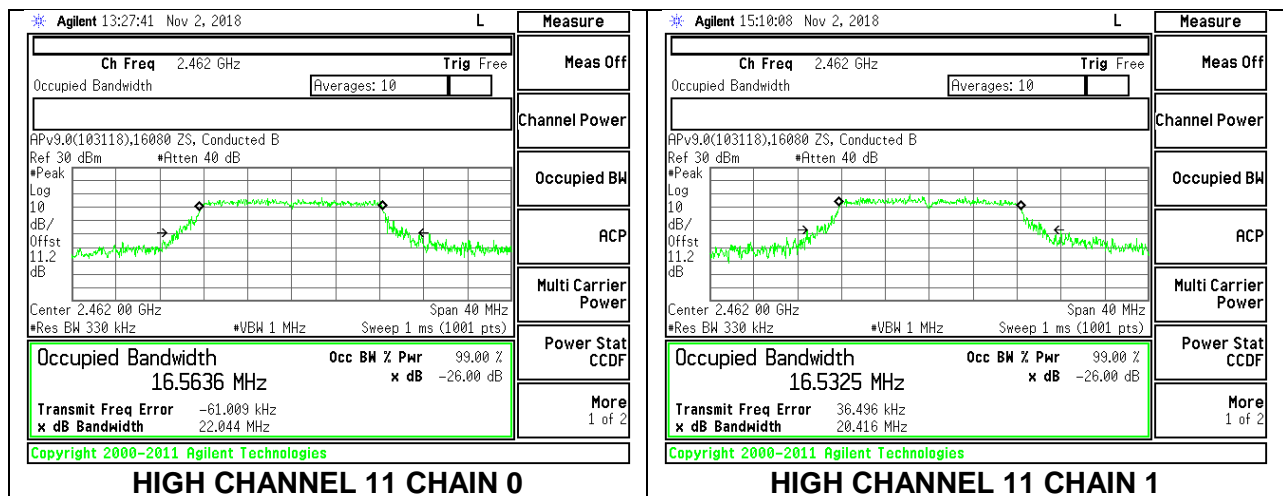 Agilent 13:27:41 Nov 2, 2018 L
Measure
Ch Freq 2.462 GHz Trig Free
Occupied Bandwidth Averages: 10
APv9.0(103118),16080 ZS, Conducted B
Ref 30 dBm #Atten 40 dB
#Peak
Log
10
dB/
Offst
11.2
dB
Center 2.462 00 GHz Span 40 MHz
#Res BW 330 kHz #VBW 1 MHz Sweep 1 ms (1001 pts)
Occupied Bandwidth Occ BW % Pwr 99.00 %
16.5636 MHz x dB -26.00 dB
Transmit Freq Error -61.009 kHz
x dB Bandwidth 22.044 MHz
Copyright 2000-2011 Agilent Technologies
Meas Off
Channel Power
Occupied BW
ACP
Multi Carrier
Power
Power Stat
CCDF
More
1 of 2
HIGH CHANNEL 11 CHAIN 0
Agilent 15:10:08 Nov 2, 2018 L
Measure
Ch Freq 2.462 GHz Trig Free
Occupied Bandwidth Averages: 10
APv9.0(103118),16080 ZS, Conducted B
Ref 30 dBm #Atten 40 dB
#Peak
Log
10
dB/
Offst
11.2
dB
Center 2.462 00 GHz Span 40 MHz
#Res BW 330 kHz #VBW 1 MHz Sweep 1 ms (1001 pts)
Occupied Bandwidth Occ BW % Pwr 99.00 %
16.5325 MHz x dB -26.00 dB
Transmit Freq Error 36.496 kHz
x dB Bandwidth 20.416 MHz
Copyright 2000-2011 Agilent Technologies
Meas Off
Channel Power
Occupied BW
ACP
Multi Carrier
Power
Power Stat
CCDF
More
1 of 2
HIGH CHANNEL 11 CHAIN 1